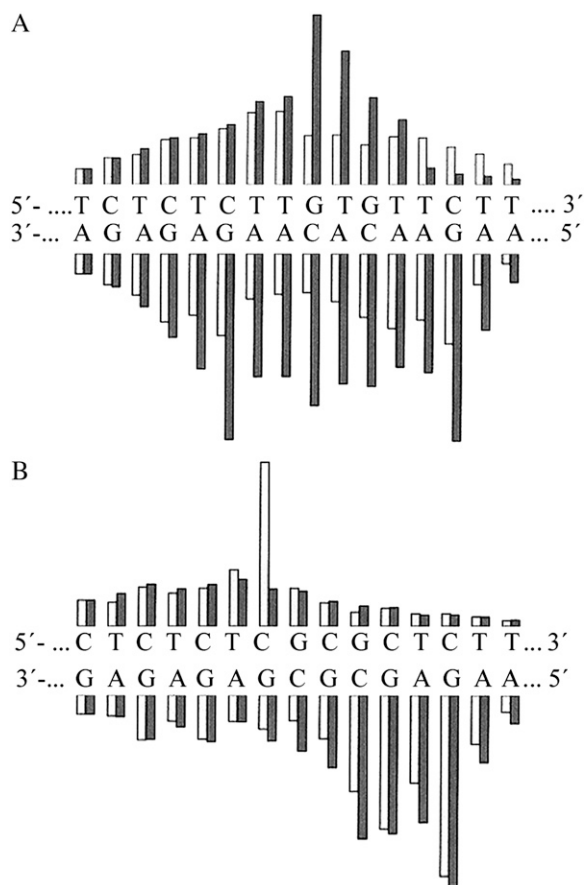 A
5´- .... T C T C T C T T G T G T T C T T .... 3´
3´-... A G A G A G A A C A C A A G A A ... 5´
B
5´- ... C T C T C T C G C G C T C T T ... 3´
3´-... G A G A G A G C G C G A G A A ... 5´